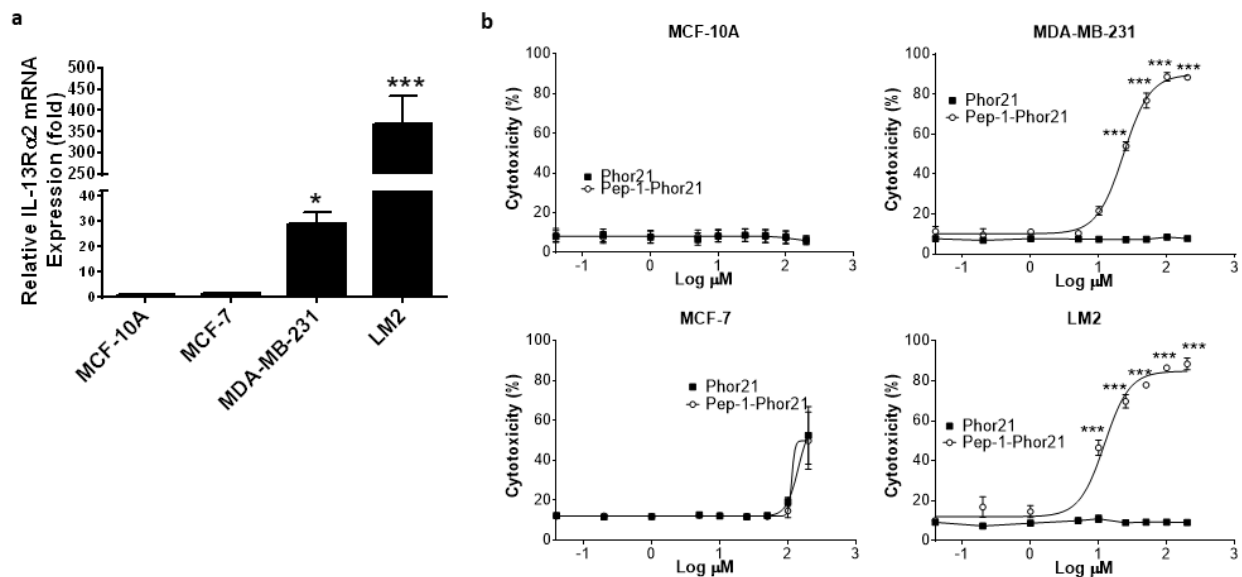 a
Relative IL-13Rα2 mRNA
Expression (fold)
500
450
400
350
300
250
40
30
20
10
0
*
***
MCF-10A
MCF-7
MDA-MB-231
LM2
b
MCF-10A
Cytotoxicity (%)
100
80
60
40
20
0
Phor21
Pep-1-Phor21
-1 0 1 2 3
Log µM
MDA-MB-231
Cytotoxicity (%)
100
80
60
40
20
0
Phor21
Pep-1-Phor21
***
***
***
***
-1 0 1 2 3
Log µM
MCF-7
Cytotoxicity (%)
100
80
60
40
20
0
Phor21
Pep-1-Phor21
-1 0 1 2 3
Log µM
LM2
Cytotoxicity (%)
100
80
60
40
20
0
Phor21
Pep-1-Phor21
***
***
***
***
***
-1 0 1 2 3
Log µM